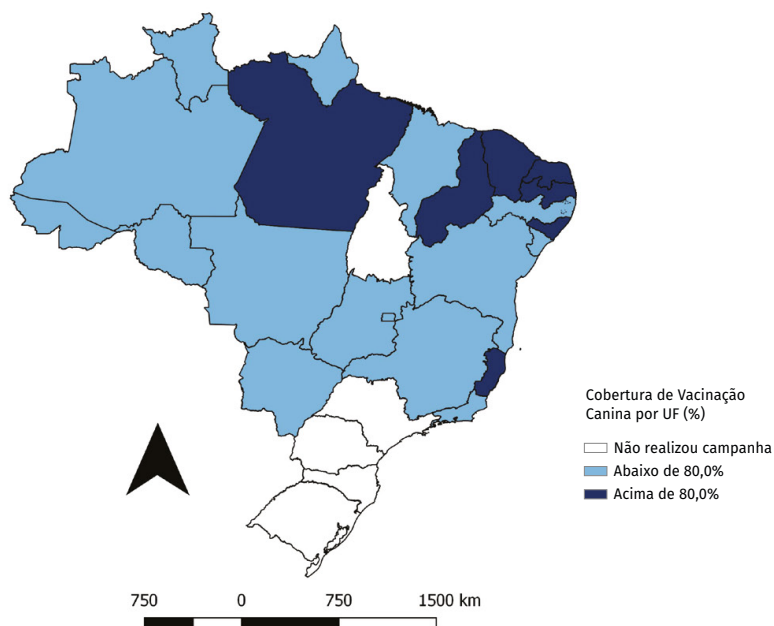 Cobertura de Vacinação
Canina por UF (%)
Não realizou campanha
Abaixo de 80,0%
Acima de 80,0%
750 0 750 1500 km